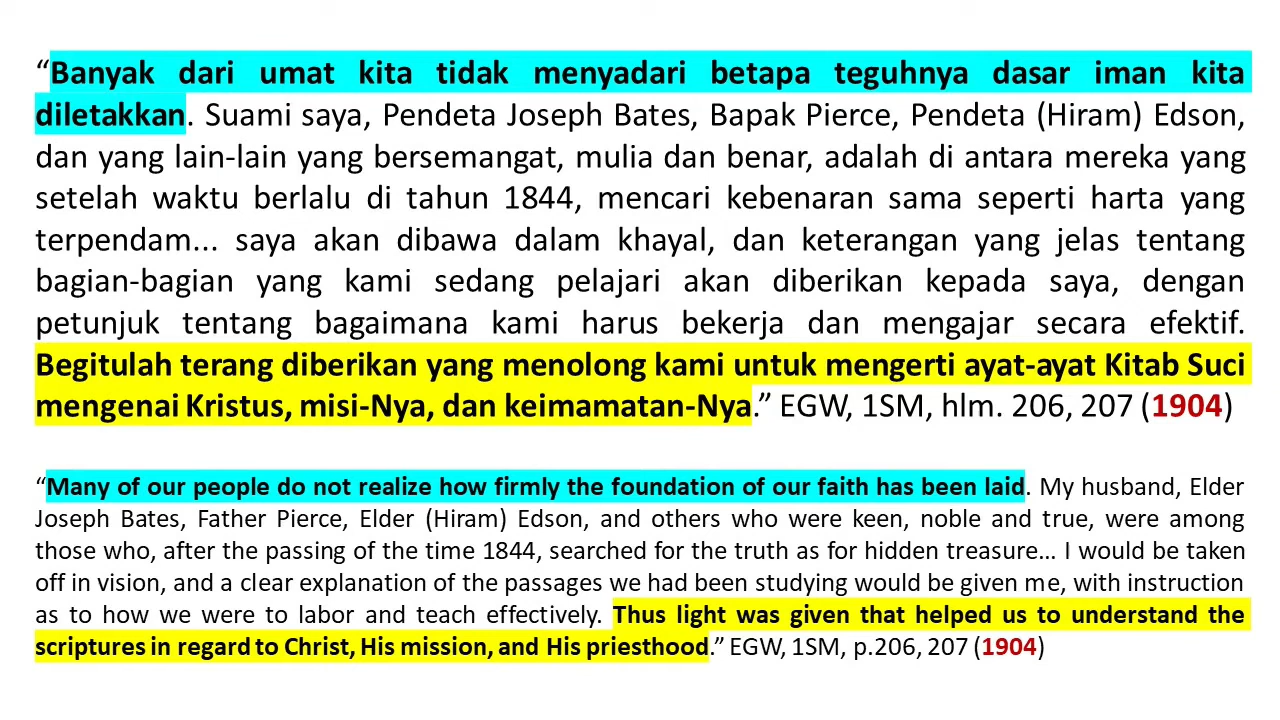 “Banyak dari umat kita tidak menyadari betapa teguhnya dasar iman kita
diletakkan. Suami saya, Pendeta Joseph Bates, Bapak Pierce, Pendeta (Hiram) Edson,
dan yang lain-lain yang bersemangat, mulia dan benar, adalah di antara mereka yang
setelah waktu berlalu di tahun 1844, mencari kebenaran sama seperti harta yang
terpendam... saya akan dibawa dalam khayal, dan keterangan yang jelas tentang
bagian-bagian yang kami sedang pelajari akan diberikan kepada saya, dengan
petunjuk tentang bagaimana kami harus bekerja dan mengajar secara efektif.
Begitulah terang diberikan yang menolong kami untuk mengerti ayat-ayat Kitab Suci
mengenai Kristus, misi-Nya, dan keimamatan-Nya.” EGW, 1SM, hlm. 206, 207 (1904)
“Many of our people do not realize how firmly the foundation of our faith has been laid. My husband, Elder
Joseph Bates, Father Pierce, Elder (Hiram) Edson, and others who were keen, noble and true, were among
those who, after the passing of the time 1844, searched for the truth as for hidden treasure… I would be taken
off in vision, and a clear explanation of the passages we had been studying would be given me, with instruction
as to how we were to labor and teach effectively. Thus light was given that helped us to understand the
scriptures in regard to Christ, His mission, and His priesthood.” EGW, 1SM, p.206, 207 (1904)